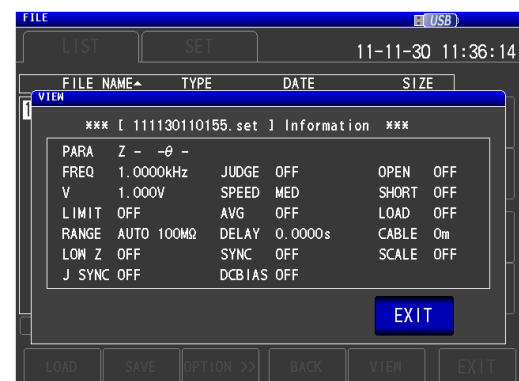 FILE USB
LIST SET 11-11-30 11:36:14
FILE NAME▲ TYPE DATE SIZE
VIEW
1
*** [ 111130110155.set ] Information ***
PARA Z - -θ -
FREQ 1.0000kHz JUDGE OFF OPEN OFF
V 1.000V SPEED MED SHORT OFF
LIMIT OFF AVG OFF LOAD OFF
RANGE AUTO 100MΩ DELAY 0.0000s CABLE 0m
LOW Z OFF SYNC OFF SCALE OFF
J SYNC OFF DCBIAS OFF
EXIT
LOAD SAVE OPTION >> BACK VIEW EXIT